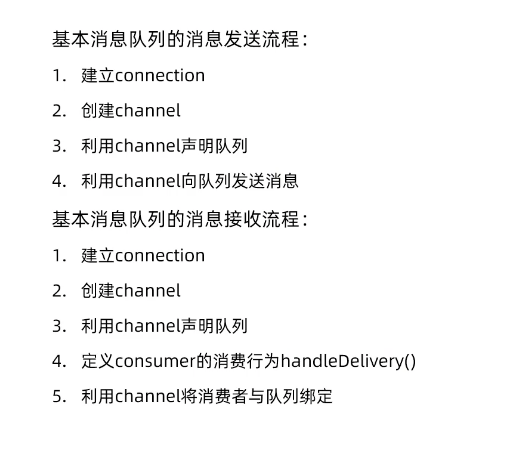 基本消息队列的消息发送流程：
1. 建立connection
2. 创建channel
3. 利用channel声明队列
4. 利用channel向队列发送消息
基本消息队列的消息接收流程：
1. 建立connection
2. 创建channel
3. 利用channel声明队列
4. 定义consumer的消费行为handleDelivery()
5. 利用channel将消费者与队列绑定